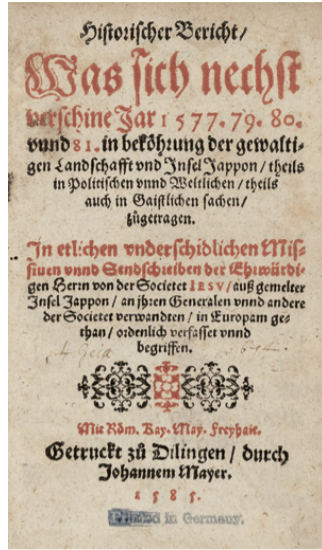 Historischer Bericht/
Was sich nechst
verschine Jar 1577. 79. 80.
vnnd 81. in beköhrung der gewalti-
gen Landschafft vnd Insel Jappon/ theils
in Politischen vnnd Weltlichen/ theils
auch in Gaistlichen sachen/
zůgetragen.
In etlichen vnderschidlichen Mis-
siuen vnnd Sendschreiben der Ehrwürdi-
gen Herrn von der Societet IESV/ auß gemelter
Insel Jappon/ an jhren Generalen vnnd andere
der Societet verwandten/ in Europam ge-
than/ ordenlich verfasset vnnd
begriffen.
Mit Röm. Kay. May. Freyhait.
Getruckt zů Dilingen/ durch
Johannem Mayer.
1585.
Printed in Germany.